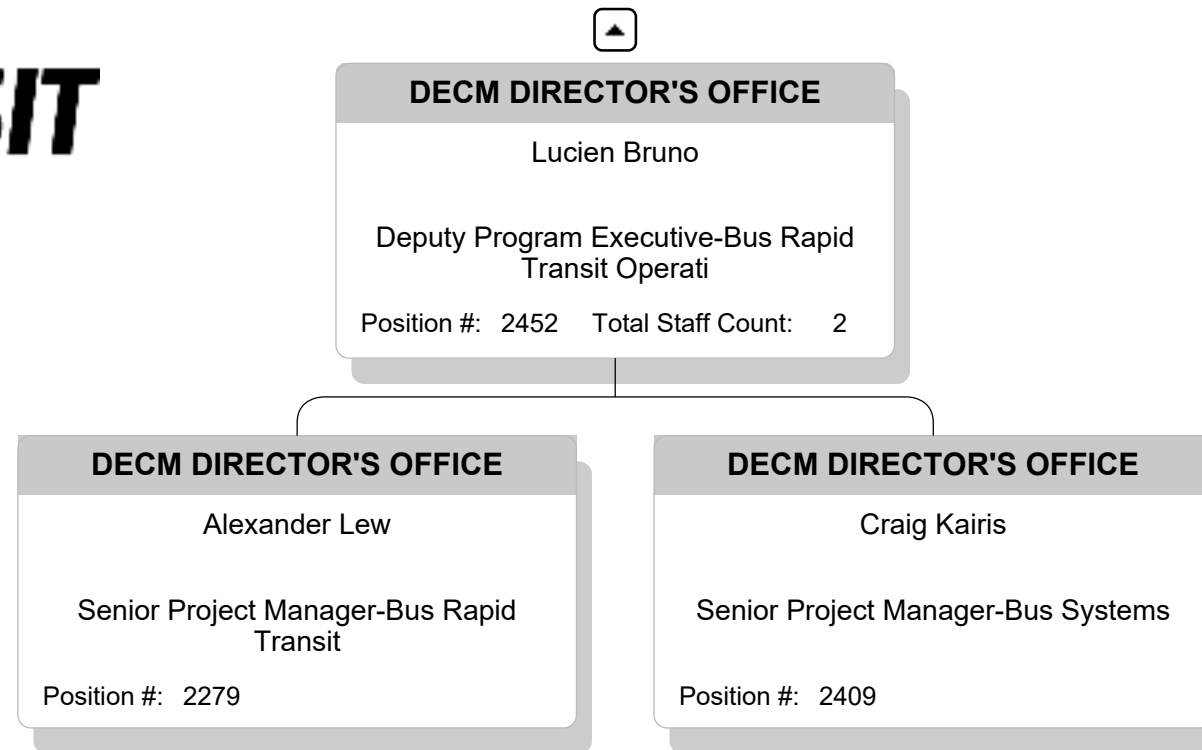 DECM DIRECTOR'S OFFICE
Lucien Bruno
Deputy Program Executive-Bus Rapid
Transit Operati
Position #: 2452 Total Staff Count: 2
DECM DIRECTOR'S OFFICE
Alexander Lew
Senior Project Manager-Bus Rapid
Transit
Position #: 2279
DECM DIRECTOR'S OFFICE
Craig Kairis
Senior Project Manager-Bus Systems
Position #: 2409